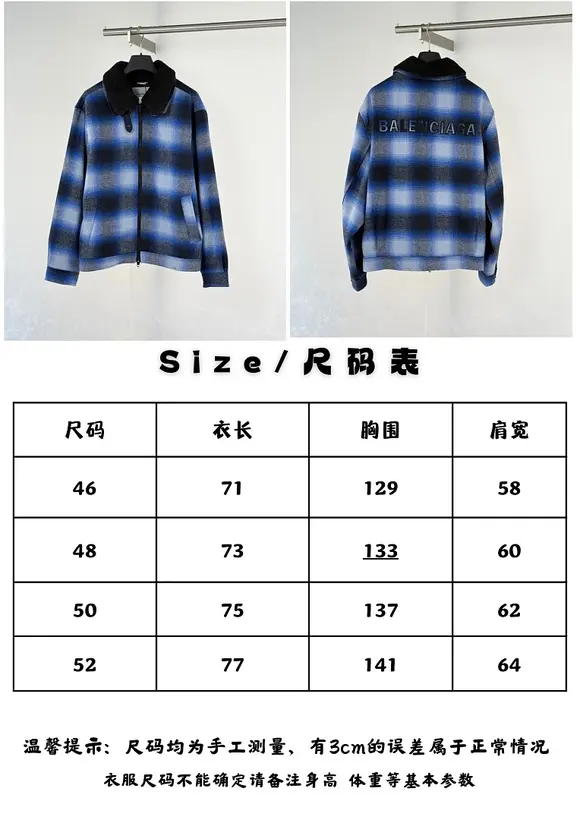 BALENCIAGA
Size/尺码表
尺码 衣长 胸围 肩宽
46 71 129 58
48 73 133 60
50 75 137 62
52 77 141 64
温馨提示：尺码均为手工测量、有3cm的误差属于正常情况
衣服尺码不能确定请备注身高 体重等基本参数